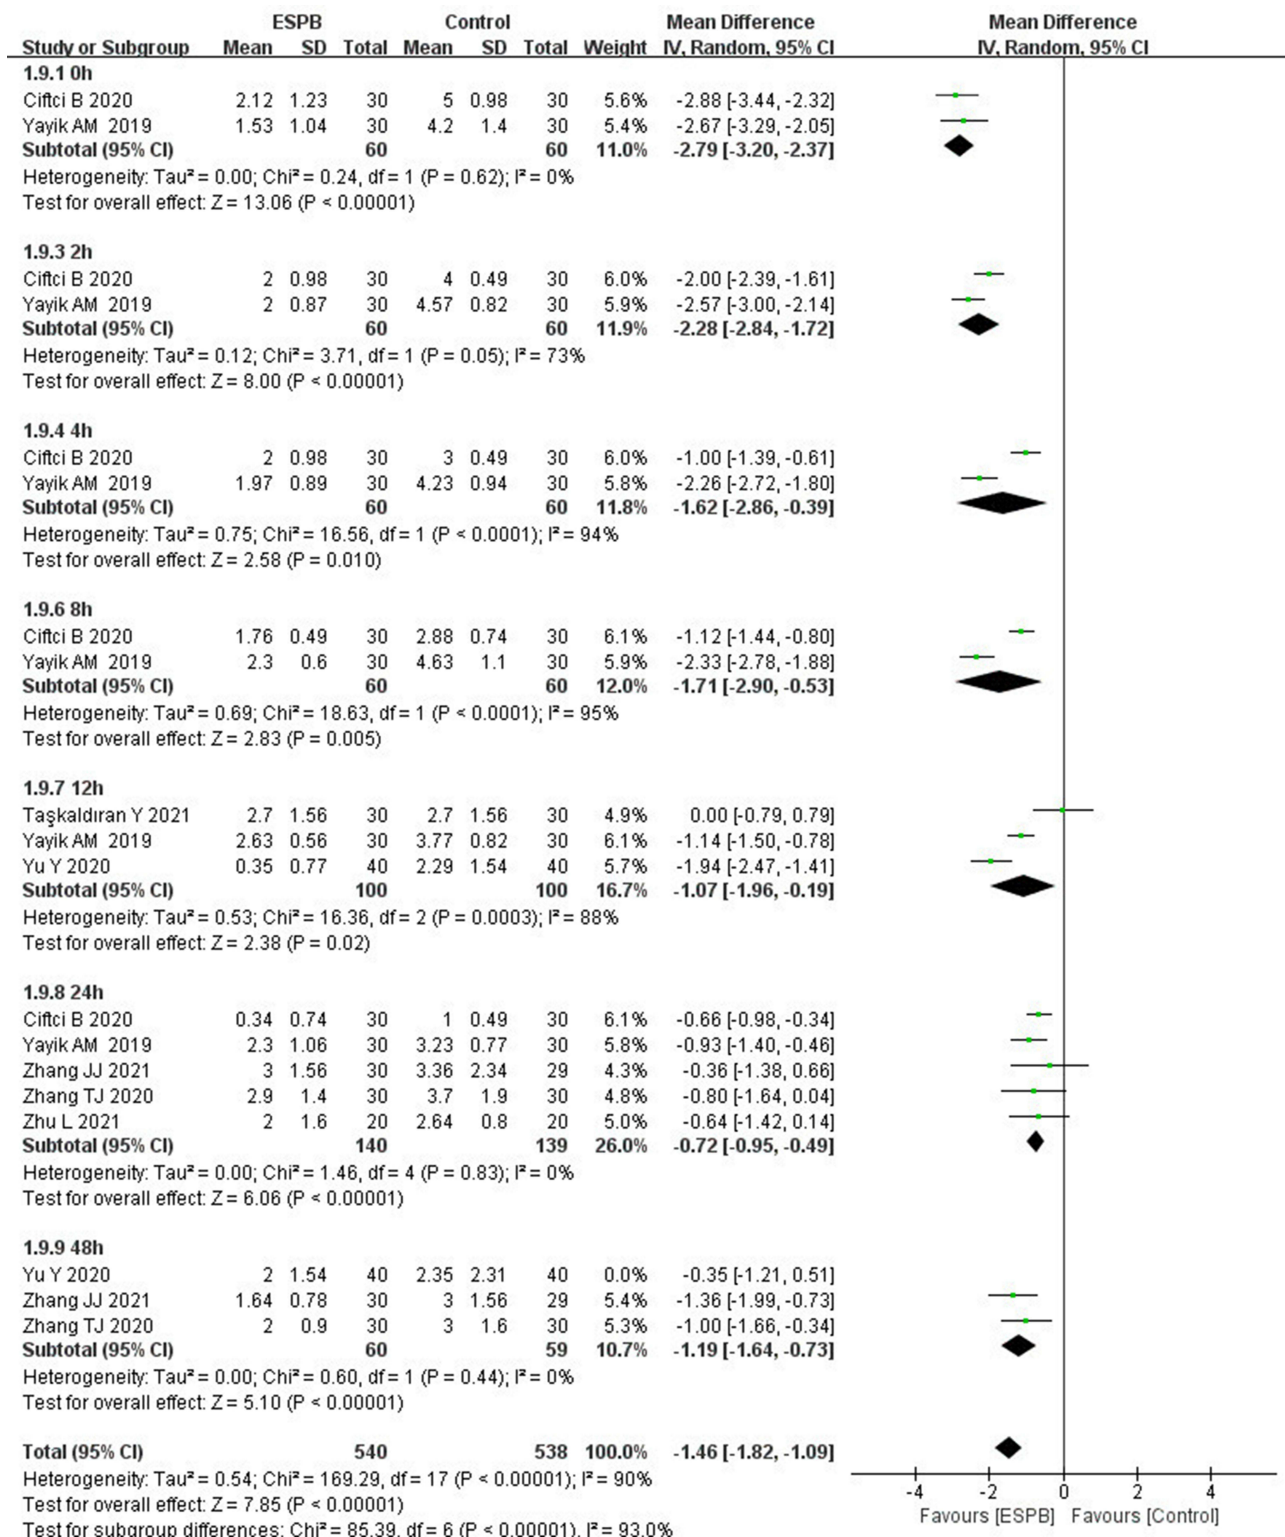 ESPB Control Mean Difference Mean Difference
Study or Subgroup Mean SD Total Mean SD Total Weight IV, Random, 95% CI IV, Random, 95% CI
1.9.1 0h
Ciftci B 2020 2.12 1.23 30 5 0.98 30 5.6% -2.88 [-3.44, -2.32]
Yayik AM 2019 1.53 1.04 30 4.2 1.4 30 5.4% -2.67 [-3.29, -2.05]
Subtotal (95% CI) 60 60 11.0% -2.79 [-3.20, -2.37]
Heterogeneity: Tau² = 0.00; Chi² = 0.24, df = 1 (P = 0.62); I² = 0%
Test for overall effect: Z = 13.06 (P < 0.00001)
1.9.3 2h
Ciftci B 2020 2 0.98 30 4 0.49 30 6.0% -2.00 [-2.39, -1.61]
Yayik AM 2019 2 0.87 30 4.57 0.82 30 5.9% -2.57 [-3.00, -2.14]
Subtotal (95% CI) 60 60 11.9% -2.28 [-2.84, -1.72]
Heterogeneity: Tau² = 0.12; Chi² = 3.71, df = 1 (P = 0.05); I² = 73%
Test for overall effect: Z = 8.00 (P < 0.00001)
1.9.4 4h
Ciftci B 2020 2 0.98 30 3 0.49 30 6.0% -1.00 [-1.39, -0.61]
Yayik AM 2019 1.97 0.89 30 4.23 0.94 30 5.8% -2.26 [-2.72, -1.80]
Subtotal (95% CI) 60 60 11.8% -1.62 [-2.86, -0.39]
Heterogeneity: Tau² = 0.75; Chi² = 16.56, df = 1 (P < 0.0001); I² = 94%
Test for overall effect: Z = 2.58 (P = 0.010)
1.9.6 8h
Ciftci B 2020 1.76 0.49 30 2.88 0.74 30 6.1% -1.12 [-1.44, -0.80]
Yayik AM 2019 2.3 0.6 30 4.63 1.1 30 5.9% -2.33 [-2.78, -1.88]
Subtotal (95% CI) 60 60 12.0% -1.71 [-2.90, -0.53]
Heterogeneity: Tau² = 0.69; Chi² = 18.63, df = 1 (P < 0.0001); I² = 95%
Test for overall effect: Z = 2.83 (P = 0.005)
1.9.7 12h
Taşkaldıran Y 2021 2.7 1.56 30 2.7 1.56 30 4.9% 0.00 [-0.79, 0.79]
Yayik AM 2019 2.63 0.56 30 3.77 0.82 30 6.1% -1.14 [-1.50, -0.78]
Yu Y 2020 0.35 0.77 40 2.29 1.54 40 5.7% -1.94 [-2.47, -1.41]
Subtotal (95% CI) 100 100 16.7% -1.07 [-1.96, -0.19]
Heterogeneity: Tau² = 0.53; Chi² = 16.36, df = 2 (P = 0.0003); I² = 88%
Test for overall effect: Z = 2.38 (P = 0.02)
1.9.8 24h
Ciftci B 2020 0.34 0.74 30 1 0.49 30 6.1% -0.66 [-0.98, -0.34]
Yayik AM 2019 2.3 1.06 30 3.23 0.77 30 5.8% -0.93 [-1.40, -0.46]
Zhang JJ 2021 3 1.56 30 3.36 2.34 29 4.3% -0.36 [-1.38, 0.66]
Zhang TJ 2020 2.9 1.4 30 3.7 1.9 30 4.8% -0.80 [-1.64, 0.04]
Zhu L 2021 2 1.6 20 2.64 0.8 20 5.0% -0.64 [-1.42, 0.14]
Subtotal (95% CI) 140 139 26.0% -0.72 [-0.95, -0.49]
Heterogeneity: Tau² = 0.00; Chi² = 1.46, df = 4 (P = 0.83); I² = 0%
Test for overall effect: Z = 6.06 (P < 0.00001)
1.9.9 48h
Yu Y 2020 2 1.54 40 2.35 2.31 40 0.0% -0.35 [-1.21, 0.51]
Zhang JJ 2021 1.64 0.78 30 3 1.56 29 5.4% -1.36 [-1.99, -0.73]
Zhang TJ 2020 2 0.9 30 3 1.6 30 5.3% -1.00 [-1.66, -0.34]
Subtotal (95% CI) 60 59 10.7% -1.19 [-1.64, -0.73]
Heterogeneity: Tau² = 0.00; Chi² = 0.60, df = 1 (P = 0.44); I² = 0%
Test for overall effect: Z = 5.10 (P < 0.00001)
Total (95% CI) 540 538 100.0% -1.46 [-1.82, -1.09]
Heterogeneity: Tau² = 0.54; Chi² = 169.29, df = 17 (P < 0.00001); I² = 90%
Test for overall effect: Z = 7.85 (P < 0.00001)
Test for subgroup differences: Chi² = 85.39, df = 6 (P < 0.00001), I² = 93.0%
-4 -2 0 2 4
Favours [ESPB] Favours [Control]